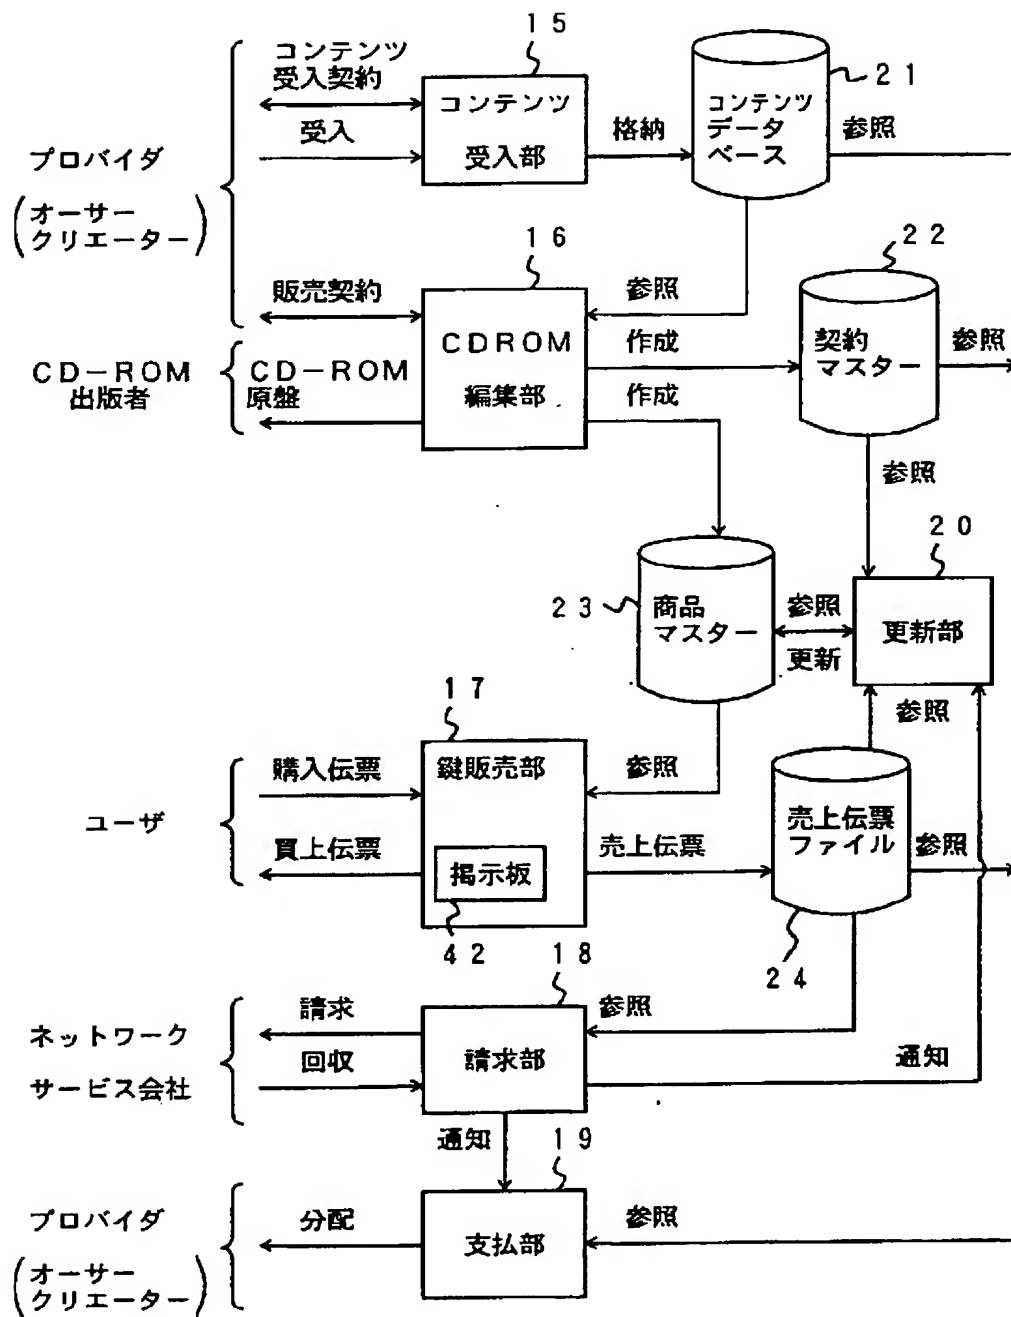 15
コンテンツ
受入契約
受入
コンテンツ
受入部
格納
21
コンテンツ
データ
ベース
参照
プロバイダ
(オーサー
クリエーター)
16
22
販売契約
参照
CDROM
編集部
作成
作成
契約
マスター
参照
CD-ROM
出版者
CD-ROM
原盤
参照
20
23
商品
マスター
参照
更新
更新部
17
参照
ユーザ
購入伝票
買上伝票
鍵販売部
掲示板
42
参照
売上伝票
売上伝票
ファイル
参照
24
18
ネットワーク
サービス会社
請求
回収
請求部
参照
通知
通知
19
プロバイダ
(オーサー
クリエーター)
分配
支払部
参照